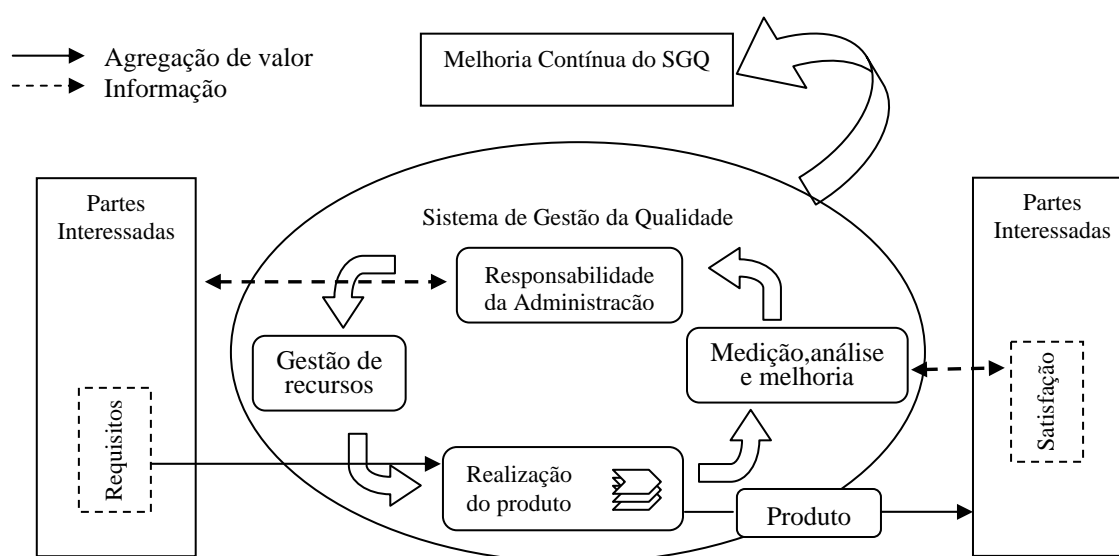 Agregação de valor
Informação
Melhoria Contínua do SGQ
Partes
Interessadas
Sistema de Gestão da Qualidade
Partes
Interessadas
Responsabilidade
da Administracão
Gestão de
recursos
Medição,análise
e melhoria
Requisitos
Satisfação
Realização
do produto
Produto